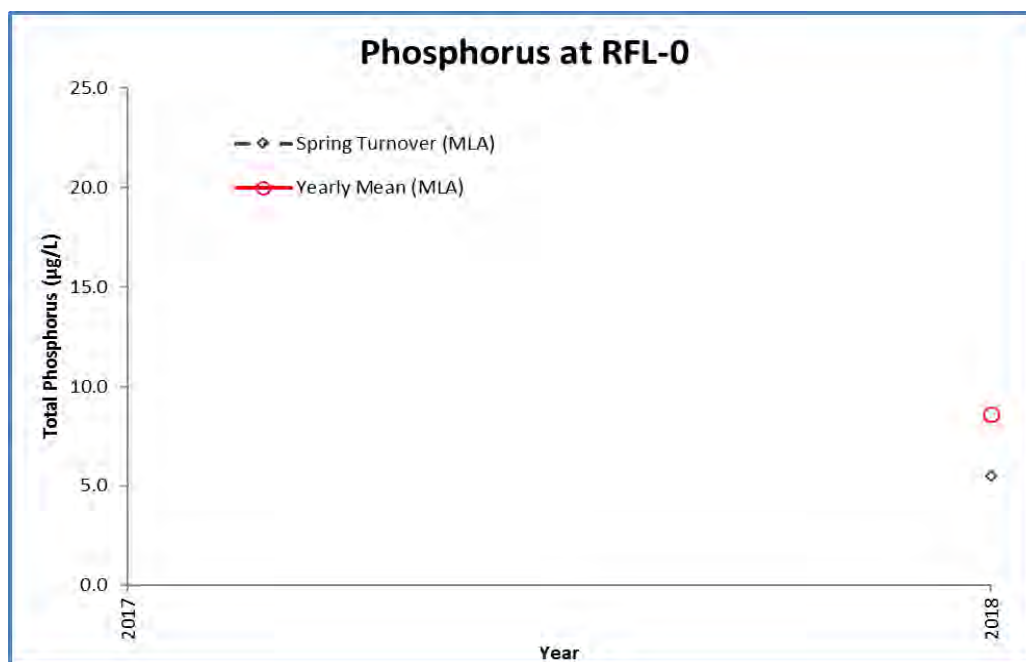 Phosphorus at RFL-0
25.0
Spring Turnover (MLA)
20.0
Yearly Mean (MLA)
15.0
10.0
5.0
0.0
Total Phosphorus (µg/L)
2017
2018
Year